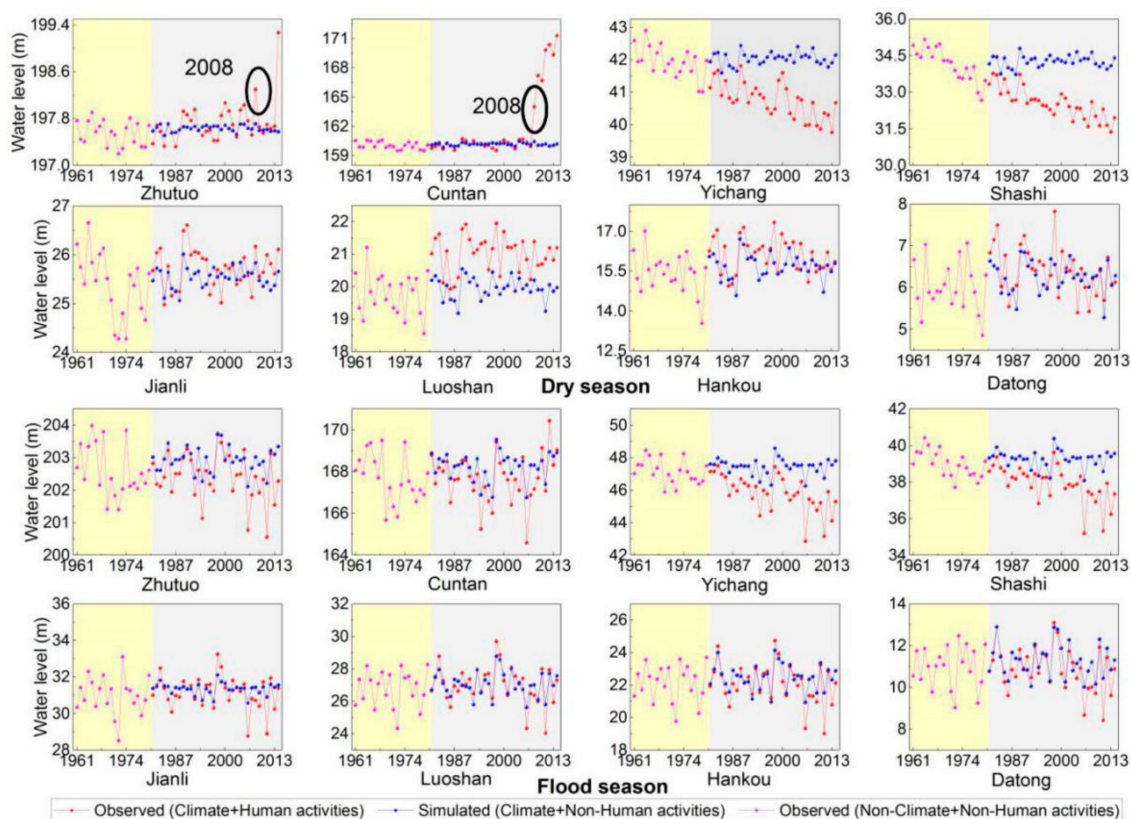 199.4
198.6
197.8
197.0
Water level (m)
2008
1961 1974 1987 2000 2013
Zhutuo
171
168
165
162
159
2008
1961 1974 1987 2000 2013
Cuntan
43
42
41
40
39
1961 1974 1987 2000 2013
Yichang
36.0
34.5
33.0
31.5
30.0
1961 1974 1987 2000 2013
Shashi
27
26
25
24
Water level (m)
1961 1974 1987 2000 2013
Jianli
22
21
20
19
18
1961 1974 1987 2000 2013
Luoshan
17.0
15.5
14.0
12.5
1961 1974 1987 2000 2013
Hankou
8
7
6
5
1961 1974 1987 2000 2013
Datong
Dry season
204
203
202
201
200
Water level (m)
1961 1974 1987 2000 2013
Zhutuo
170
168
166
164
1961 1974 1987 2000 2013
Cuntan
50
48
46
44
42
1961 1974 1987 2000 2013
Yichang
42
40
38
36
34
1961 1974 1987 2000 2013
Shashi
36
34
32
30
28
Water level (m)
1961 1974 1987 2000 2013
Jianli
32
30
28
26
23
1961 1974 1987 2000 2013
Luoshan
26
24
22
20
18
1961 1974 1987 2000 2013
Hankou
14
12
10
8
1961 1974 1987 2000 2013
Datong
Flood season
Observed (Climate+Human activities) Simulated (Climate+Non-Human activities) Observed (Non-Climate+Non-Human activities)